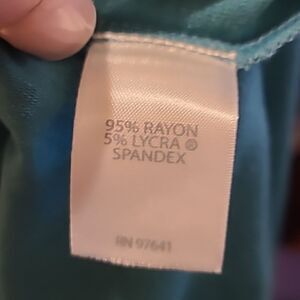 95% RAYON
5% LYCRA ®
SPANDEX
RN 97641